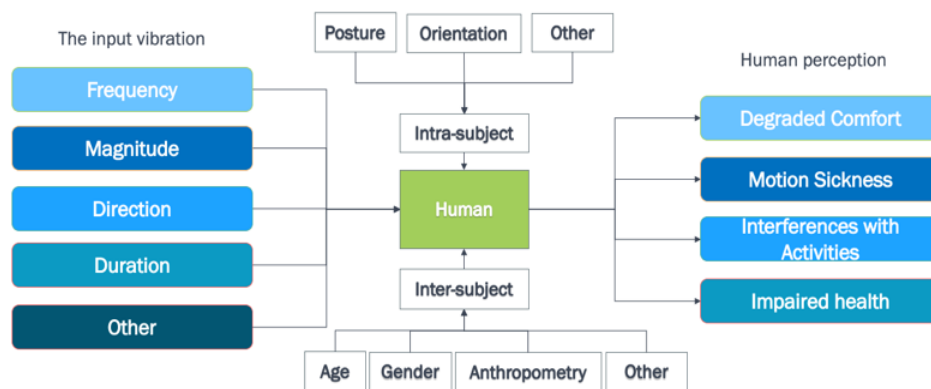 The input vibration
Frequency
Magnitude
Direction
Duration
Other
Posture
Orientation
Other
Intra-subject
Human
Inter-subject
Age
Gender
Anthropometry
Other
Human perception
Degraded Comfort
Motion Sickness
Interferences with
Activities
Impaired health